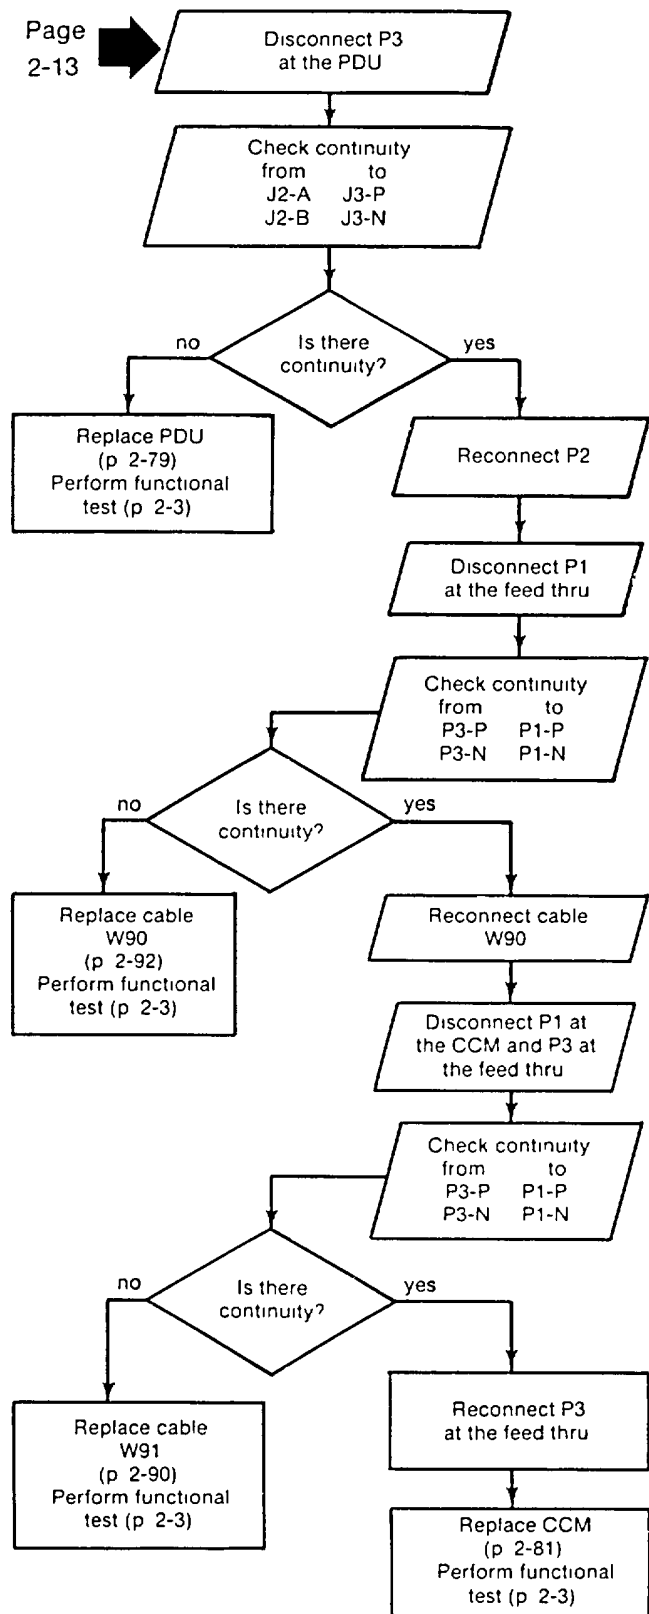 Page
2-13
Disconnect P3
at the PDU
Check continuity
from to
J2-A J3-P
J2-B J3-N
Is there
continuity?
no
yes
Replace PDU
(p 2-79)
Perform functional
test (p 2-3)
Reconnect P2
Disconnect P1
at the feed thru
Check continuity
from to
P3-P P1-P
P3-N P1-N
Is there
continuity?
no
yes
Replace cable
W90
(p 2-92)
Perform functional
test (p 2-3)
Reconnect cable
W90
Disconnect P1 at
the CCM and P3 at
the feed thru
Check continuity
from to
P3-P P1-P
P3-N P1-N
Is there
continuity?
no
yes
Replace cable
W91
(p 2-90)
Perform functional
test (p 2-3)
Reconnect P3
at the feed thru
Replace CCM
(p 2-81)
Perform functional
test (p 2-3)